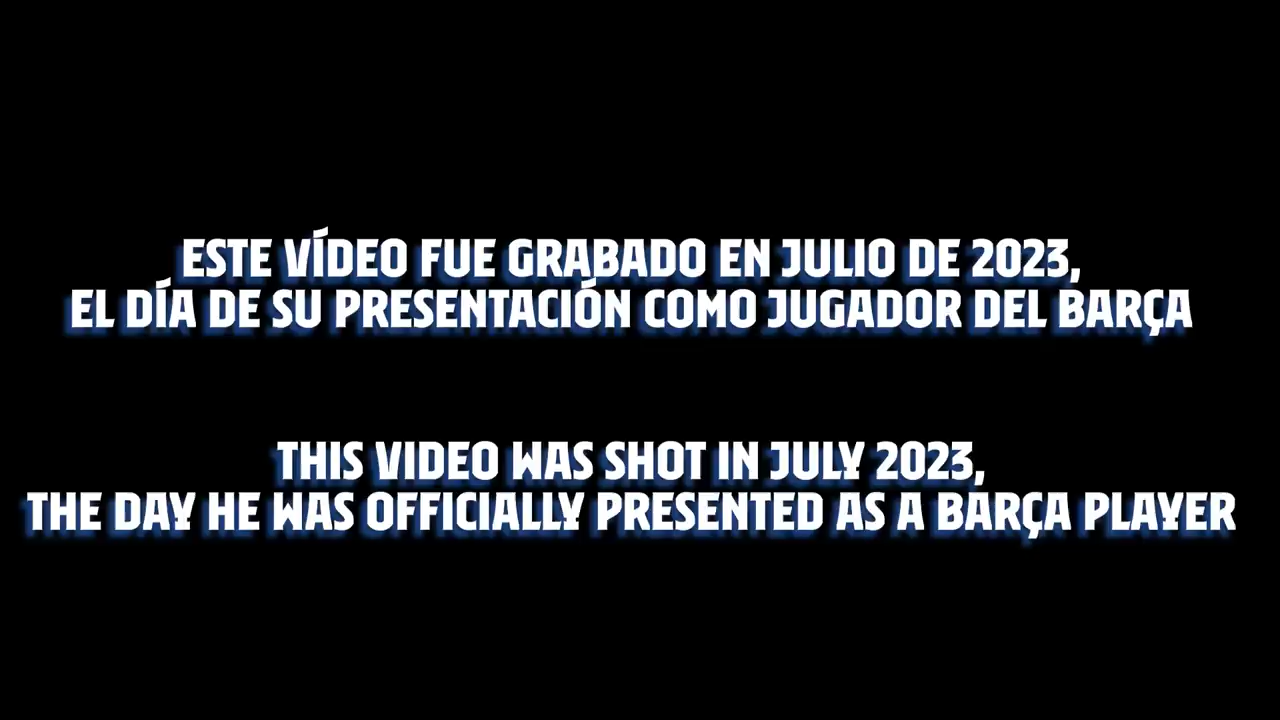 ESTE VÍDEO FUE GRABADO EN JULIO DE 2023,
EL DÍA DE SU PRESENTACIÓN COMO JUGADOR DEL BARÇA
THIS VIDEO WAS SHOT IN JULY 2023,
THE DAY HE WAS OFFICIALLY PRESENTED AS A BARÇA PLAYER